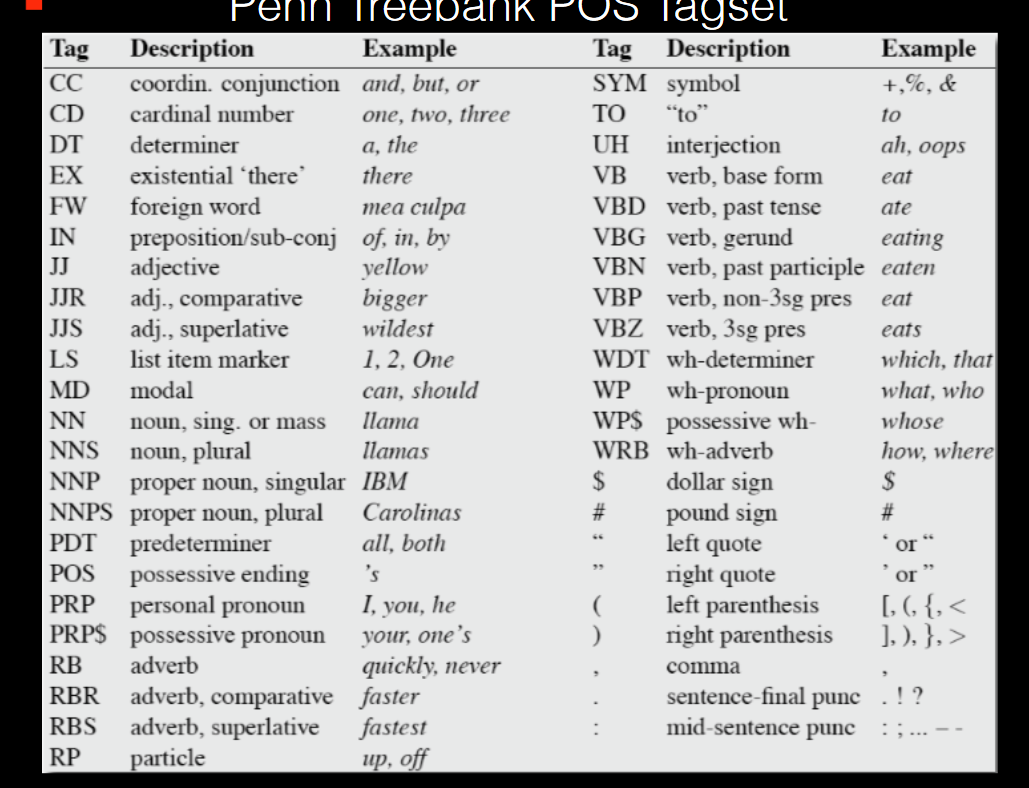 Penn Treebank POS Tagset
Tag Description Example Tag Description Example
CC coordin. conjunction and, but, or SYM symbol +,%, &
CD cardinal number one, two, three TO “to” to
DT determiner a, the UH interjection ah, oops
EX existential ‘there’ there VB verb, base form eat
FW foreign word mea culpa VBD verb, past tense ate
IN preposition/sub-conj of, in, by VBG verb, gerund eating
JJ adjective yellow VBN verb, past participle eaten
JJR adj., comparative bigger VBP verb, non-3sg pres eat
JJS adj., superlative wildest VBZ verb, 3sg pres eats
LS list item marker 1, 2, One WDT wh-determiner which, that
MD modal can, should WP wh-pronoun what, who
NN noun, sing. or mass llama WP$ possessive wh- whose
NNS noun, plural llamas WRB wh-adverb how, where
NNP proper noun, singular IBM $ dollar sign $
NNPS proper noun, plural Carolinas # pound sign #
PDT predeterminer all, both “ left quote ‘ or “
POS possessive ending ’s ” right quote ’ or ”
PRP personal pronoun I, you, he ( left parenthesis [, (, {, <
PRP$ possessive pronoun your, one’s ) right parenthesis ], ), }, >
RB adverb quickly, never , comma ,
RBR adverb, comparative faster . sentence-final punc . ! ?
RBS adverb, superlative fastest : mid-sentence punc : ; ... – -
RP particle up, off